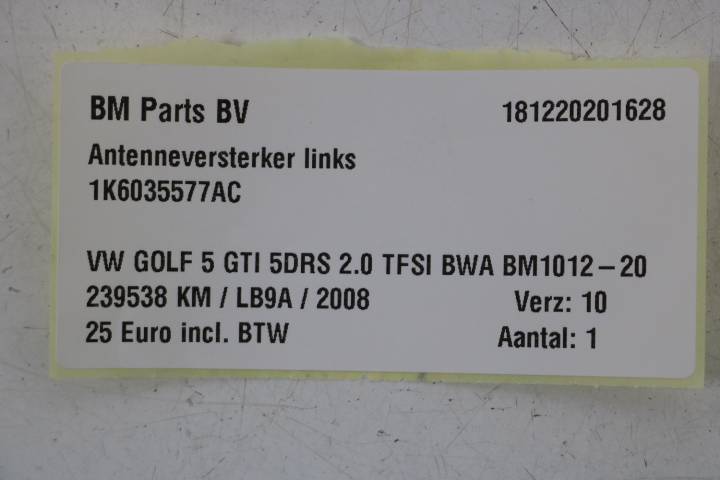 BM Parts BV 181220201628
Antenneversterker links
1K6035577AC
VW GOLF 5 GTI 5DRS 2.0 TFSI BWA BM1012-20
239538 KM / LB9A / 2008 Verz: 10
25 Euro incl. BTW Aantal: 1